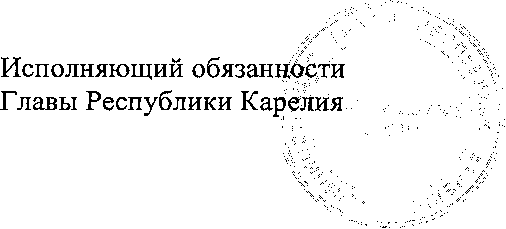 Исполняющий обязанности
Главы Республики Карелия